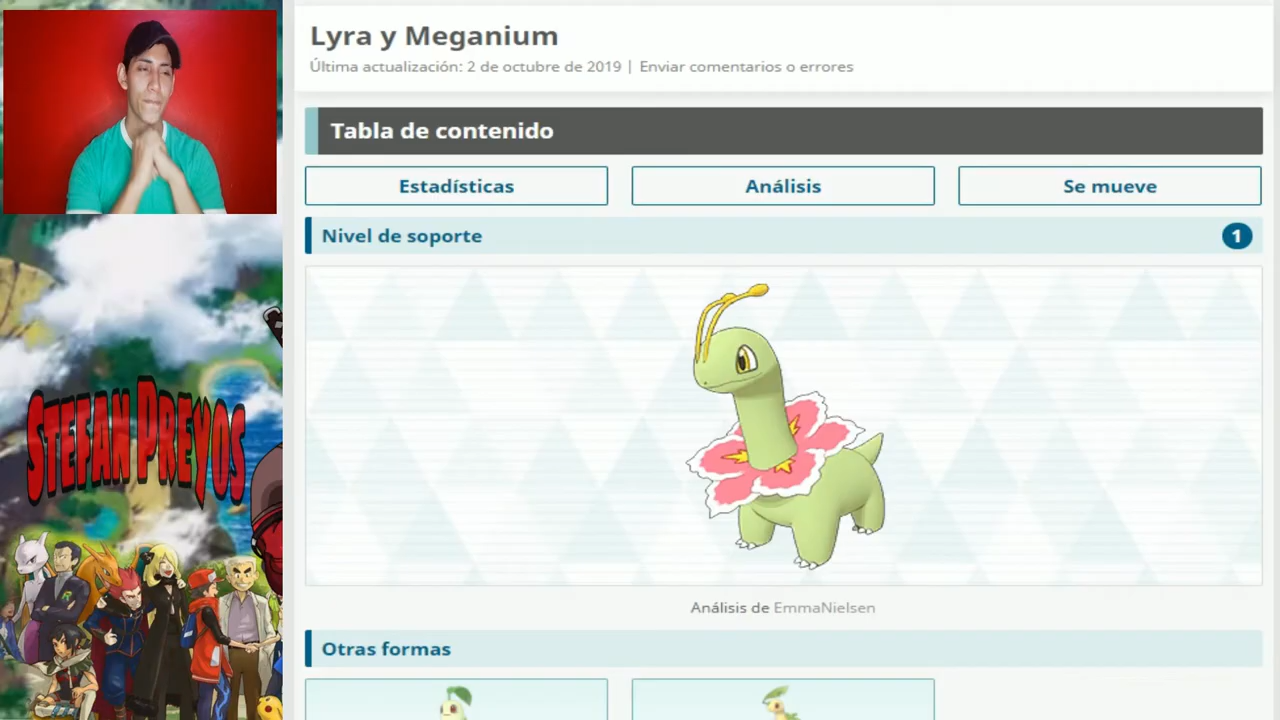 Lyra y Meganium
Última actualización: 2 de octubre de 2019 | Enviar comentarios o errores
Tabla de contenido
Estadísticas
Análisis
Se mueve
Nivel de soporte
1
Análisis de EmmaNielsen
Otras formas
STEFAN PREYOS